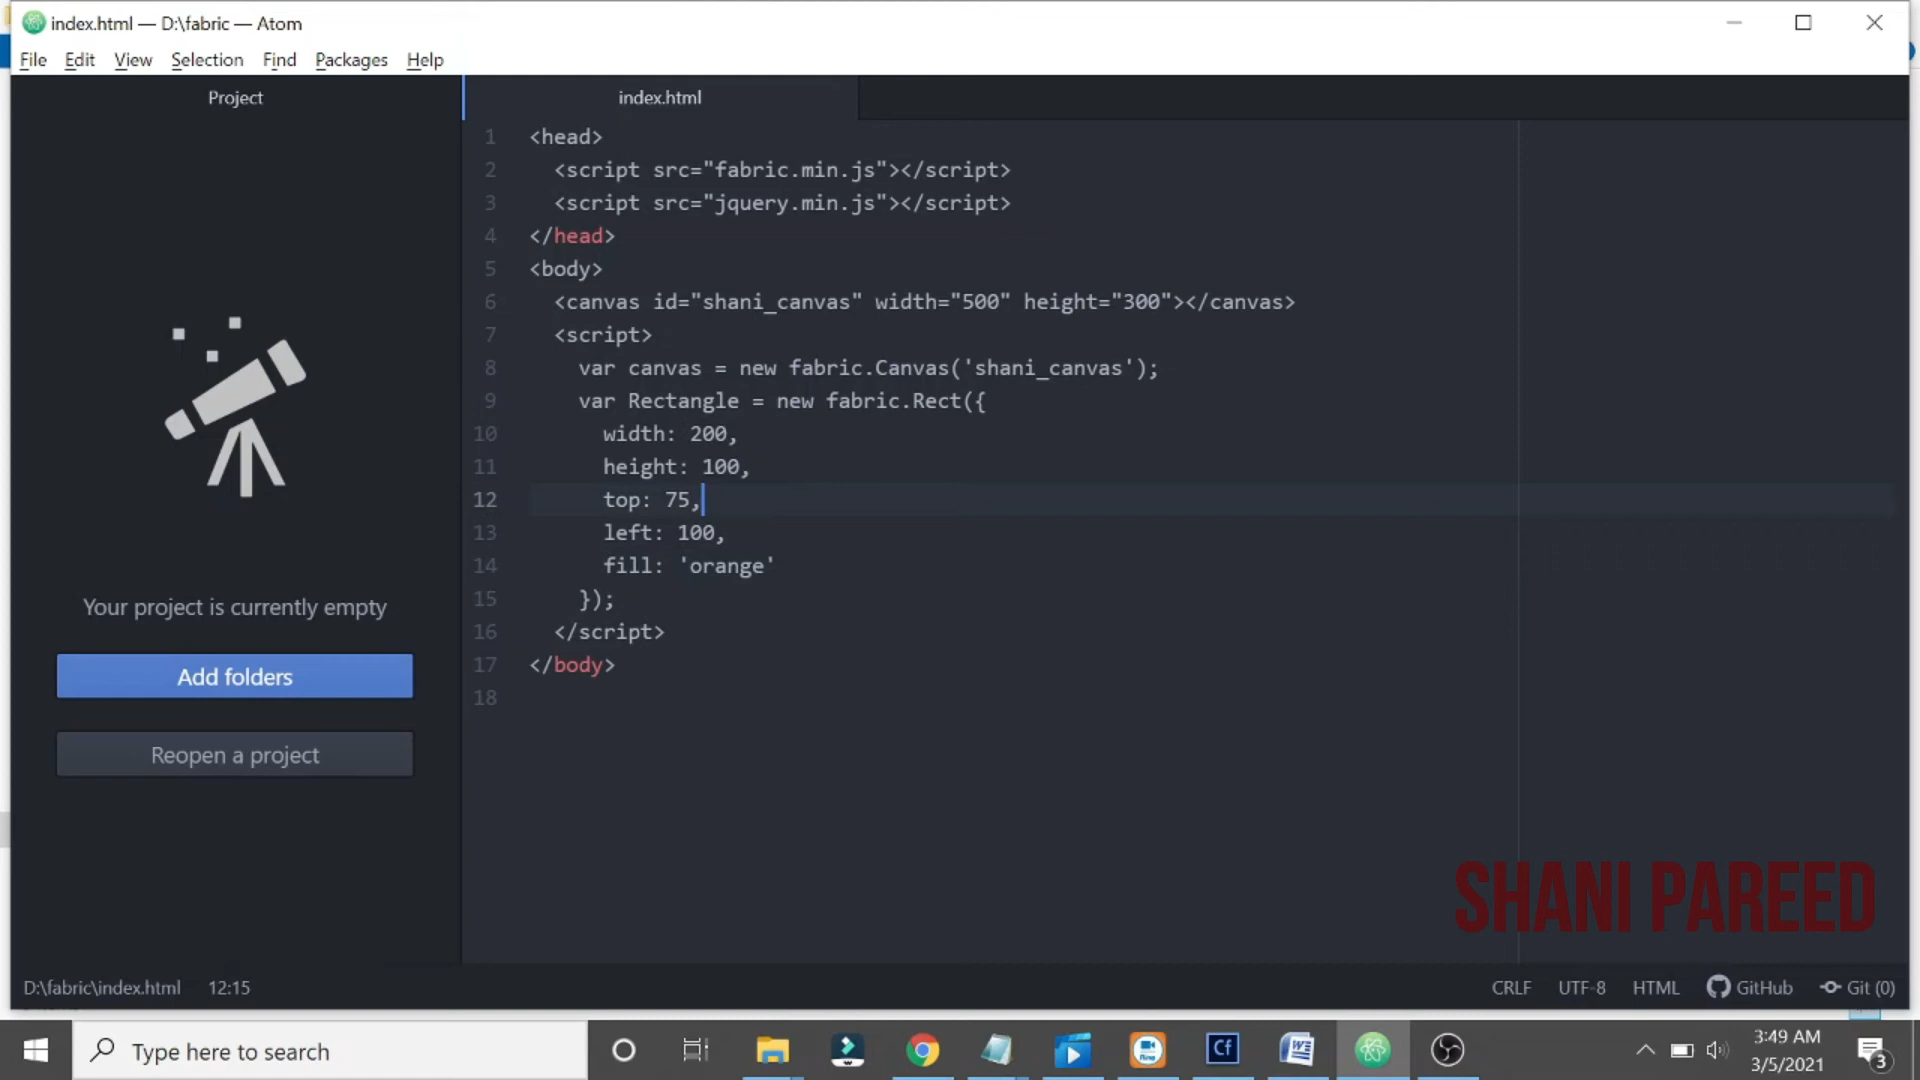 index.html — D:\fabric — Atom
File Edit View Selection Find Packages Help
Project
index.html
1 <head>
2 <script src="fabric.min.js"></script>
3 <script src="jquery.min.js"></script>
4 </head>
5 <body>
6 <canvas id="shani_canvas" width="500" height="300"></canvas>
7 <script>
8 var canvas = new fabric.Canvas('shani_canvas');
9 var Rectangle = new fabric.Rect({
10 width: 200,
11 height: 100,
12 top: 75,
13 left: 100,
14 fill: 'orange'
15 });
16 </script>
17 </body>
18
Your project is currently empty
Add folders
Reopen a project
SHANI PAREED
D:\fabric\index.html 12:15 CRLF UTF-8 HTML GitHub Git (0)
Type here to search
Cf
3:49 AM
3/5/2021
3